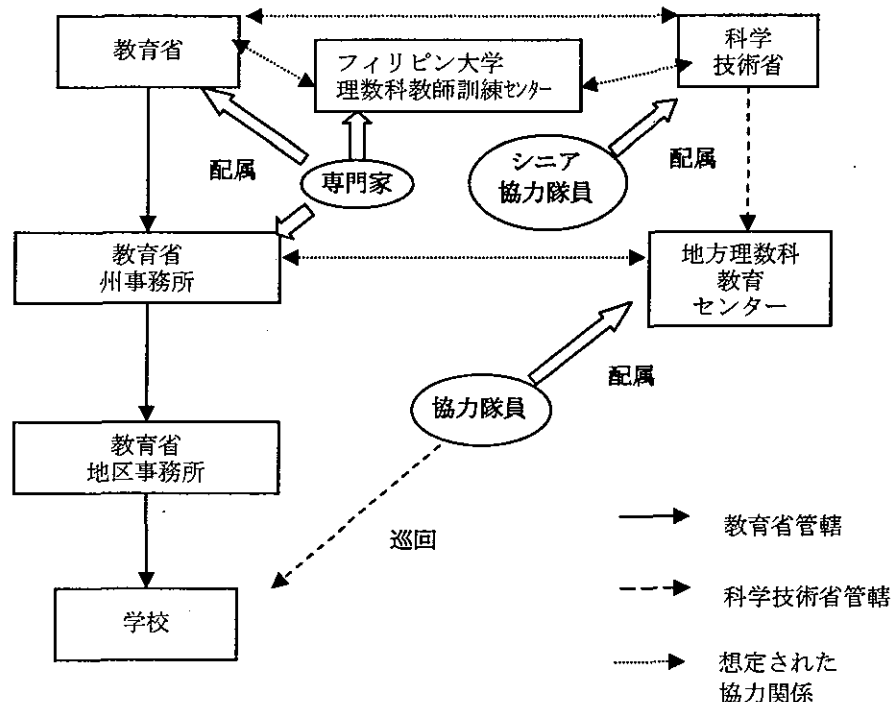 教育省
フィリピン大学
理数科教師訓練センター
科学
技術省
配属
専門家
シニア
協力隊員
配属
教育省
州事務所
地方理数科
教育
センター
配属
協力隊員
教育省
地区事務所
巡回
学校
教育省管轄
科学技術省管轄
想定された
協力関係